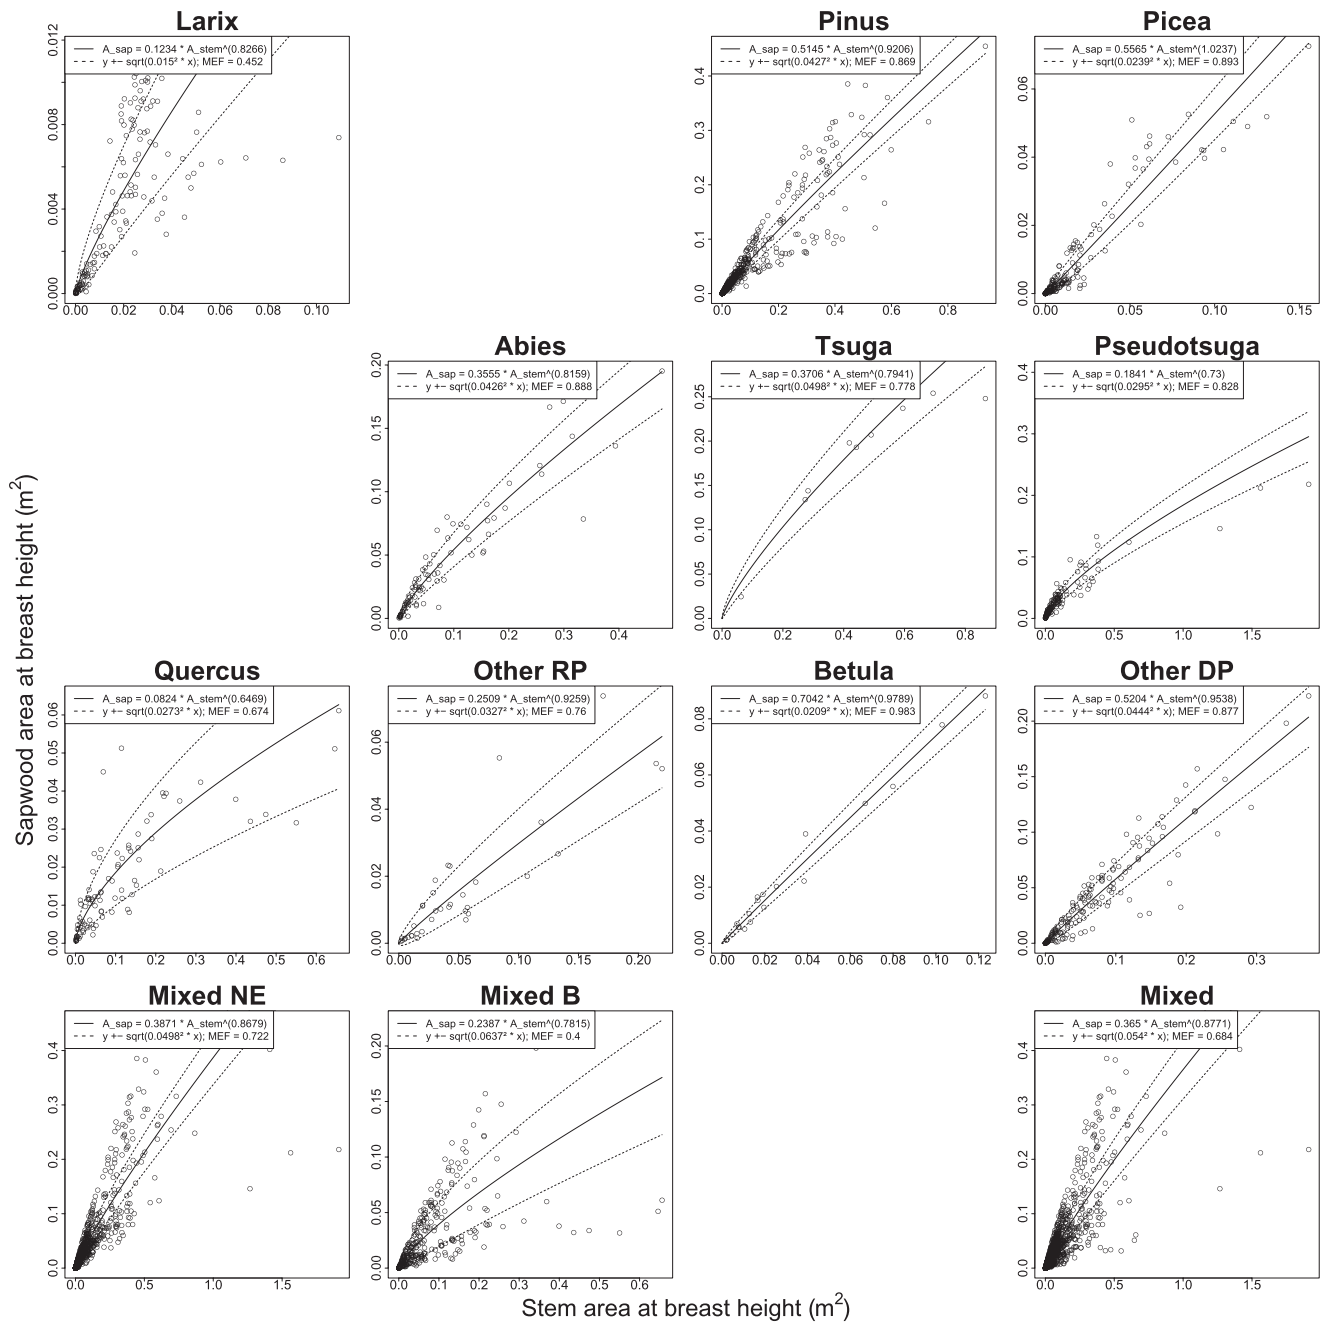 Larix
A_sap = 0.1234 * A_stem^(0.8266)
y +− sqrt(0.015² * x); MEF = 0.452
0.000 0.004 0.008 0.012
0.00 0.02 0.04 0.06 0.08 0.10
Pinus
A_sap = 0.5145 * A_stem^(0.9206)
y +− sqrt(0.0427² * x); MEF = 0.869
0.0 0.1 0.2 0.3 0.4
0.0 0.2 0.4 0.6 0.8
Picea
A_sap = 0.5565 * A_stem^(1.0237)
y +− sqrt(0.0239² * x); MEF = 0.893
0.00 0.02 0.04 0.06
0.00 0.05 0.10 0.15
Abies
A_sap = 0.3555 * A_stem^(0.8159)
y +− sqrt(0.0426² * x); MEF = 0.888
0.00 0.05 0.10 0.15 0.20
0.0 0.1 0.2 0.3 0.4
Tsuga
A_sap = 0.3706 * A_stem^(0.7941)
y +− sqrt(0.0498² * x); MEF = 0.778
0.00 0.05 0.10 0.15 0.20 0.25
0.0 0.2 0.4 0.6 0.8
Pseudotsuga
A_sap = 0.1841 * A_stem^(0.73)
y +− sqrt(0.0295² * x); MEF = 0.828
0.0 0.1 0.2 0.3 0.4
0.0 0.5 1.0 1.5
Sapwood area at breast height (m²)
Quercus
A_sap = 0.0824 * A_stem^(0.6469)
y +− sqrt(0.0273² * x); MEF = 0.674
0.00 0.01 0.02 0.03 0.04 0.05 0.06
0.0 0.1 0.2 0.3 0.4 0.5 0.6
Other RP
A_sap = 0.2509 * A_stem^(0.9259)
y +− sqrt(0.0327² * x); MEF = 0.76
0.00 0.02 0.04 0.06
0.00 0.05 0.10 0.15 0.20
Betula
A_sap = 0.7042 * A_stem^(0.9789)
y +− sqrt(0.0209² * x); MEF = 0.983
0.00 0.02 0.04 0.06 0.08
0.00 0.02 0.04 0.06 0.08 0.10 0.12
Other DP
A_sap = 0.5204 * A_stem^(0.9538)
y +− sqrt(0.0444² * x); MEF = 0.877
0.00 0.05 0.10 0.15 0.20
0.0 0.1 0.2 0.3
Mixed NE
A_sap = 0.3871 * A_stem^(0.8679)
y +− sqrt(0.0498² * x); MEF = 0.722
0.0 0.1 0.2 0.3 0.4
0.0 0.5 1.0 1.5
Mixed B
A_sap = 0.2387 * A_stem^(0.7815)
y +− sqrt(0.0637² * x); MEF = 0.4
0.00 0.05 0.10 0.15 0.20
0.0 0.1 0.2 0.3 0.4 0.5 0.6
Mixed
A_sap = 0.365 * A_stem^(0.8771)
y +− sqrt(0.054² * x); MEF = 0.684
0.0 0.1 0.2 0.3 0.4
0.0 0.5 1.0 1.5
Stem area at breast height (m²)